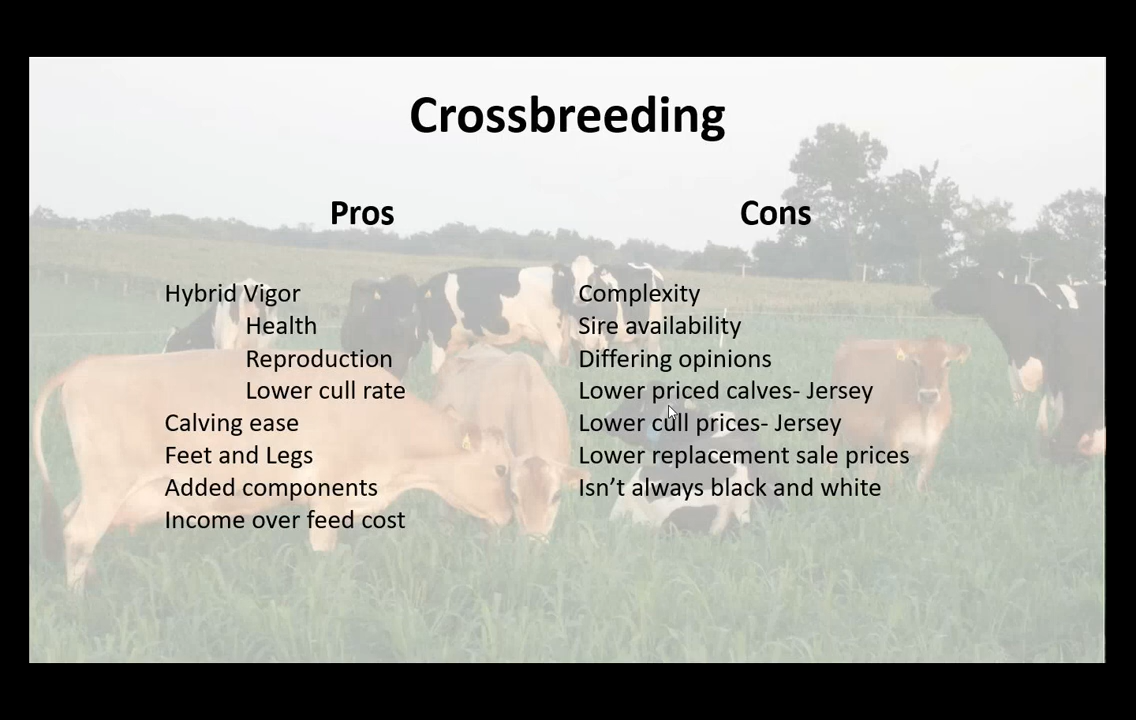 Crossbreeding
Pros
Hybrid Vigor
Health
Reproduction
Lower cull rate
Calving ease
Feet and Legs
Added components
Income over feed cost
Cons
Complexity
Sire availability
Differing opinions
Lower priced calves- Jersey
Lower cull prices- Jersey
Lower replacement sale prices
Isn’t always black and white